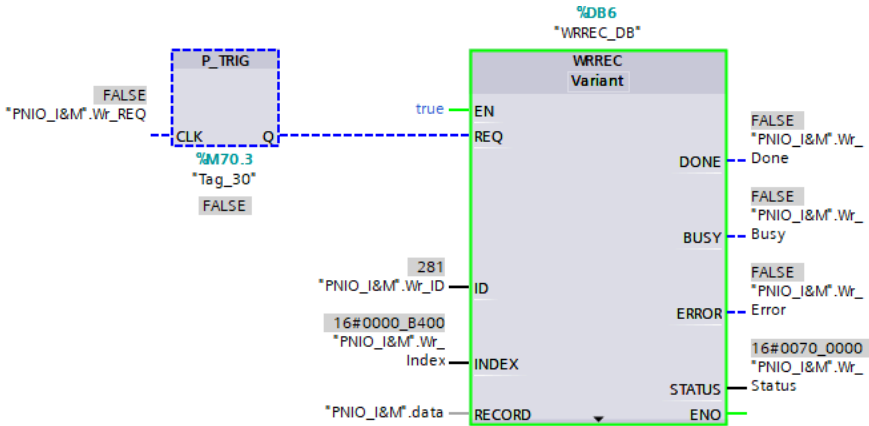 %DB6
"WRREC_DB"
P_TRIG
WRREC
Variant
FALSE
"PNIO_I&M".Wr_REQ
CLK
Q
%M70.3
"Tag_30"
FALSE
true
EN
REQ
281
"PNIO_I&M".Wr_ID
ID
16#0000_B400
"PNIO_I&M".Wr_
Index
INDEX
"PNIO_I&M".data
RECORD
DONE
FALSE
"PNIO_I&M".Wr_
Done
BUSY
FALSE
"PNIO_I&M".Wr_
Busy
ERROR
FALSE
"PNIO_I&M".Wr_
Error
STATUS
16#0070_0000
"PNIO_I&M".Wr_
Status
ENO